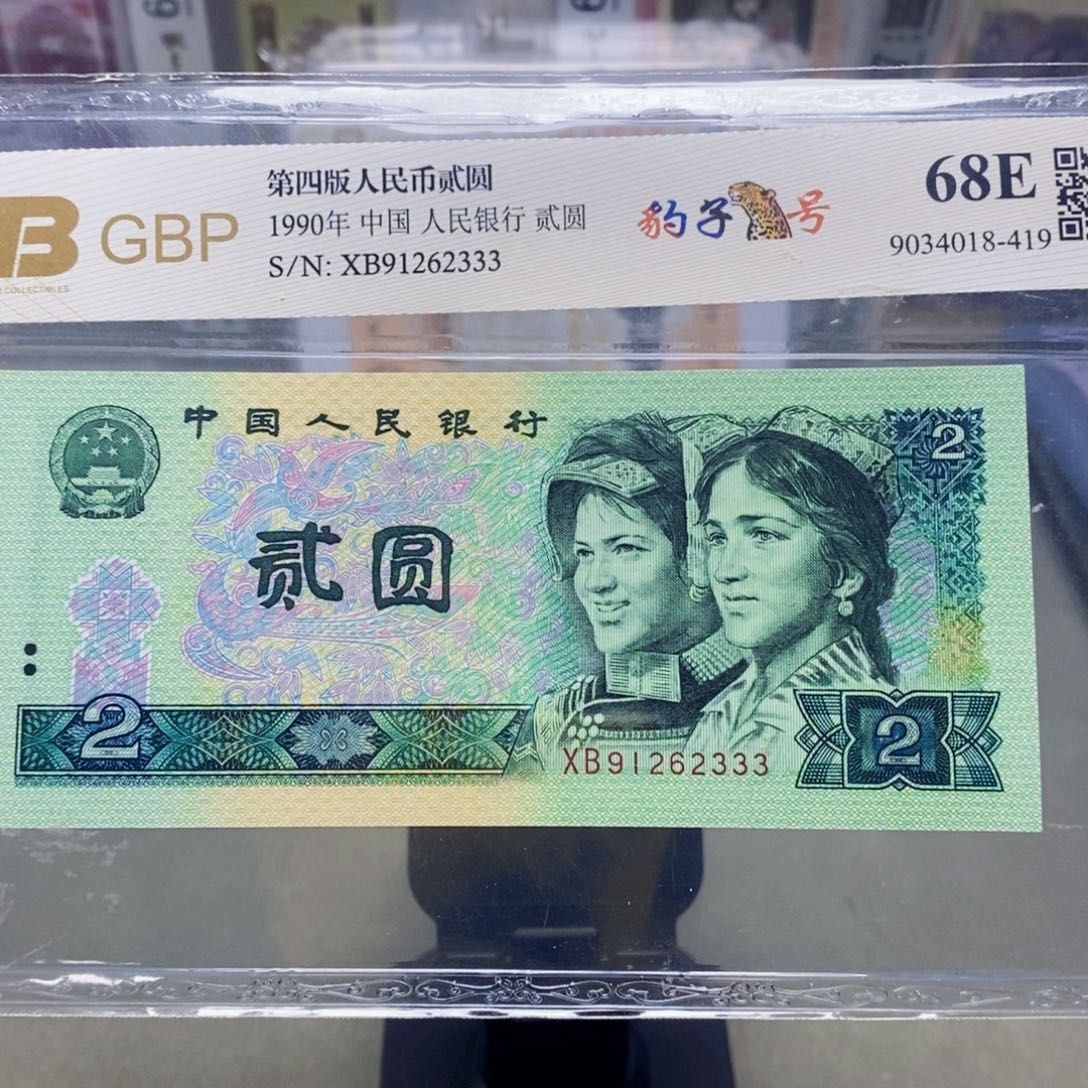 GBP
COLLECTIBLES
第四版人民币贰圆
1990年 中国 人民银行 贰圆
S/N: XB91262333
豹子号
68E
9034018-419
中国人民银行
2
贰圆
2
2
XB91262333